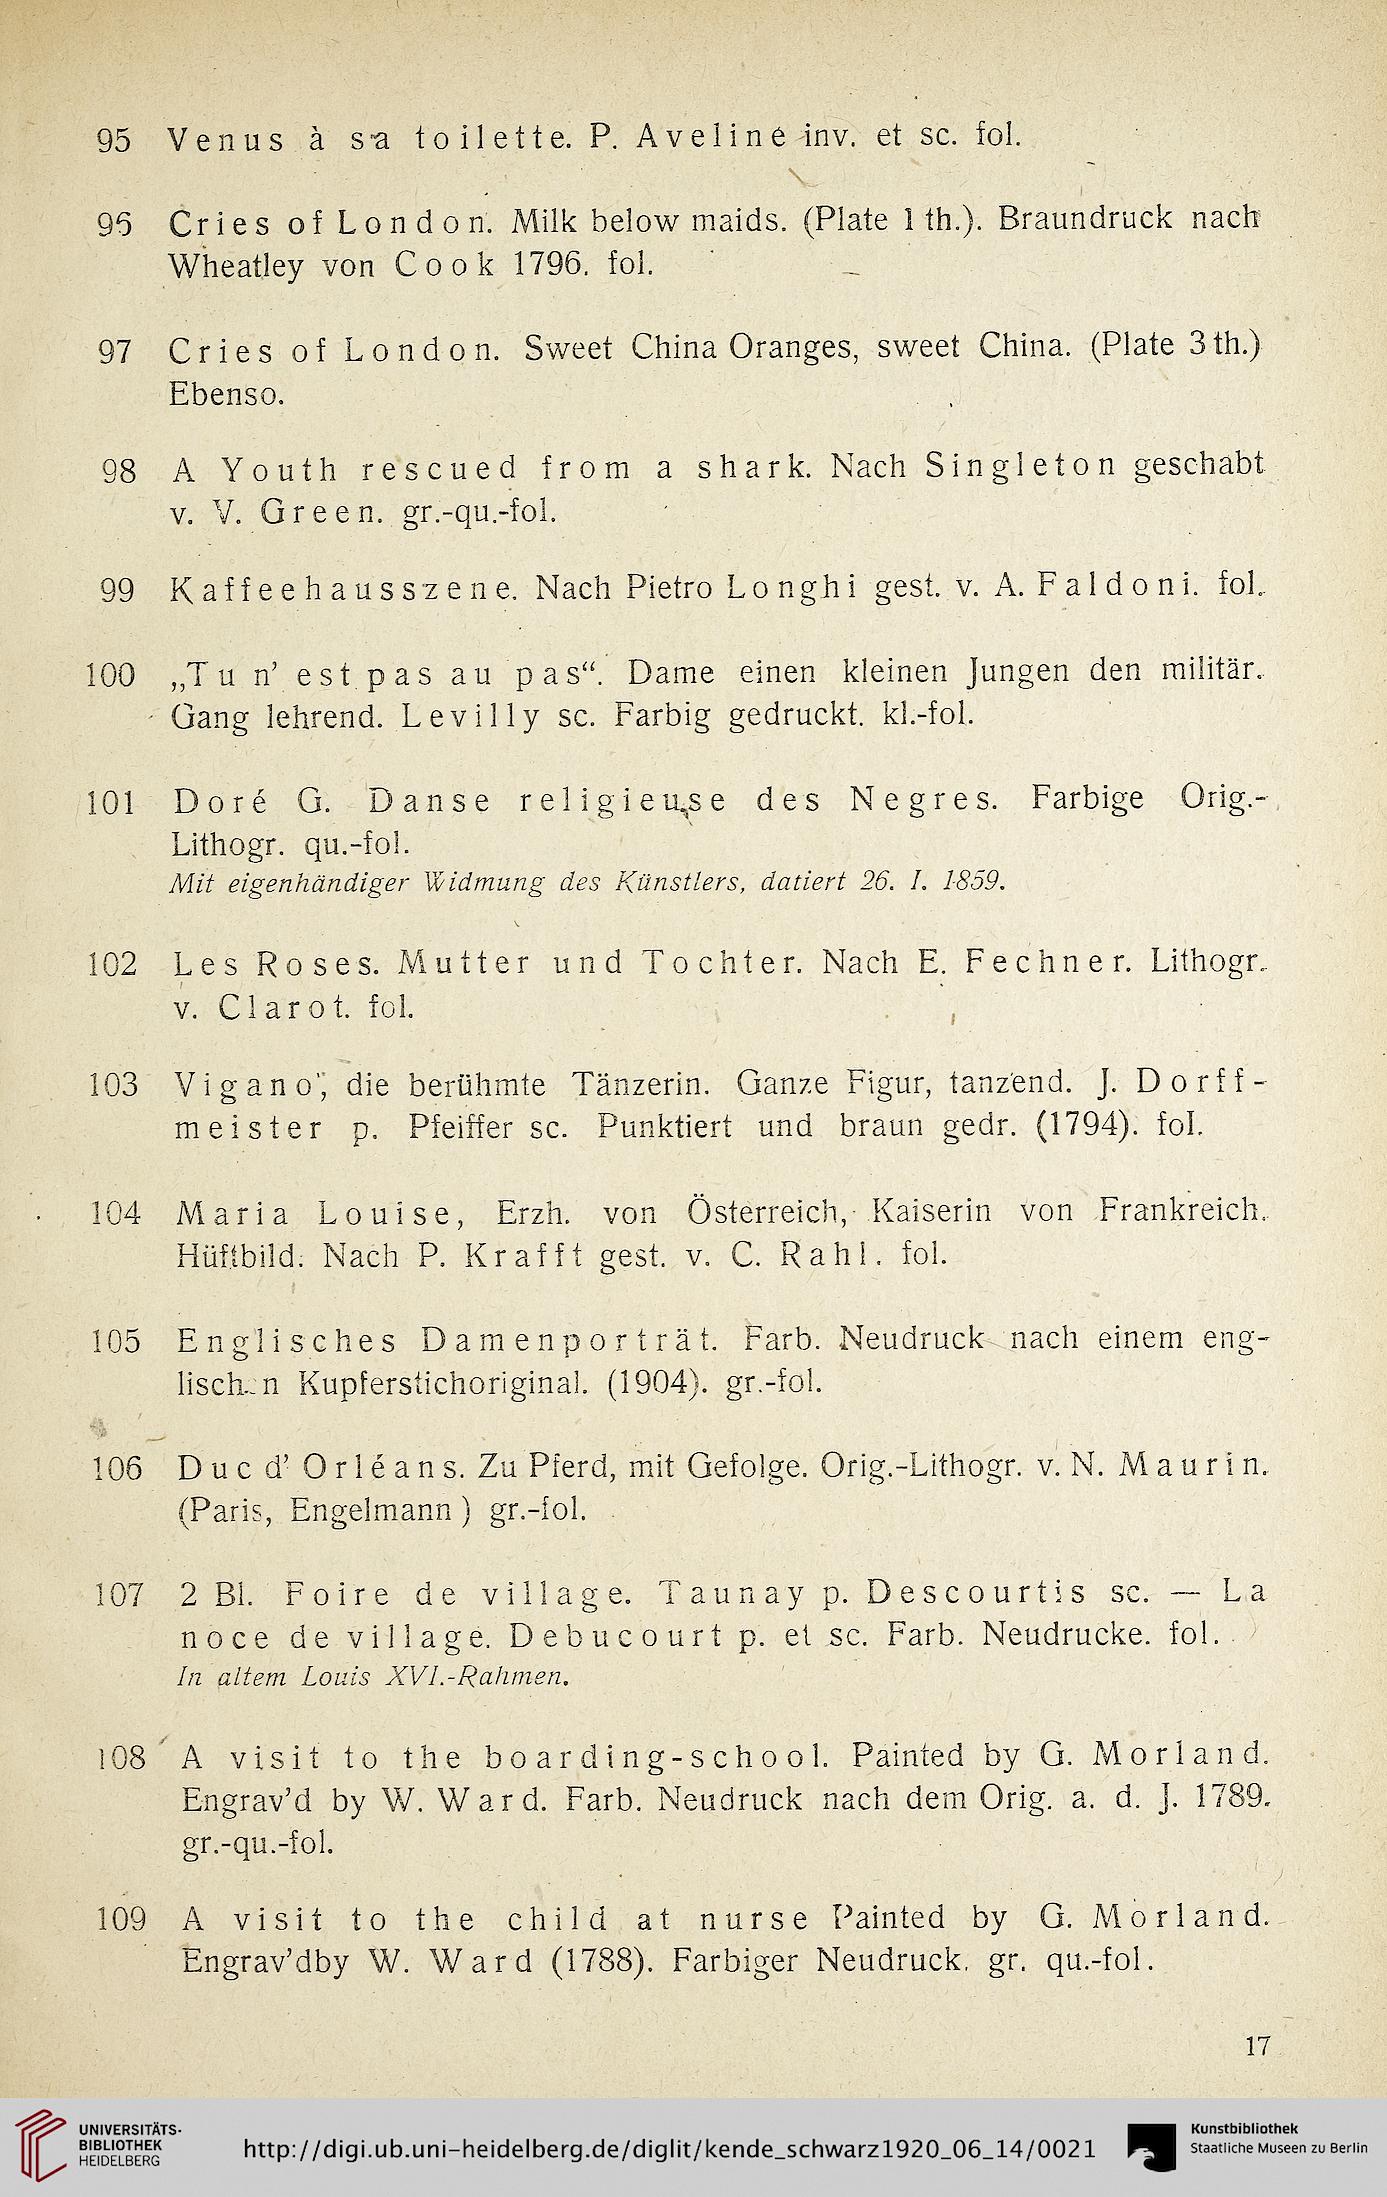 95 Venus à sa toilette. P. Aveline inv. et sc. fol.
96 Cries of London. Milk below maids. (Plate 1 th.). Braundruck nach
Wheatley von Cook 1796. fol.
97 Cries of London. Sweet China Oranges, sweet China. (Plate 3 th.)
Ebenso.
98 A Youth rescued from a shark. Nach Singleton geschabt
v. V. Green. gr.-qu.-fol.
99 Kaffeehausszene. Nach Pietro Longhi gest. v. A. Faldoni. fol.
100 „Tu n' est pas au pas“. Dame einen kleinen Jungen den militär.
Gang lehrend. Levilly sc. Farbig gedruckt. kl.-fol.
101 Doré G. Danse religieuse des Negres. Farbige Orig.-
Lithogr. qu.-fol.
Mit eigenhändiger Widmung des Künstlers, datiert 26. I. 1859.
102 Les Roses. Mutter und Tochter. Nach E. Fechner. Lithogr.
v. Clarot. fol.
103 Vigano, die berühmte Tänzerin. Ganze Figur, tanzend. J. Dorff-
meister p. Pfeiffer sc. Punktiert und braun gedr. (1794). fol.
104 Maria Louise, Erzh. von Österreich, Kaiserin von Frankreich.
Hüftbild. Nach P. Krafft gest. v. C. Rahl. fol.
105 Englisches Damenporträt. Farb. Neudruck nach einem eng-
lischen Kupferstichoriginal. (1904). gr.-fol.
106 Duc d' Orléans. Zu Pferd, mit Gefolge. Orig.-Lithogr. v. N. Maurin.
(Paris, Engelmann) gr.-fol.
107 2 Bl. Foire de village. Taunay p. Descourtis sc. — La
noce de village. Debucourt p. et sc. Farb. Neudrucke. fol.
In altem Louis XVI.-Rahmen.
108 A visit to the boarding-school. Painted by G. Morland.
Engrav'd by W. Ward. Farb. Neudruck nach dem Orig. a. d. J. 1789.
gr.-qu.-fol.
109 A visit to the child at nurse Painted by G. Morland.
Engrav'dby W. Ward (1788). Farbiger Neudruck. gr. qu.-fol.
17
UNIVERSITÄTS-
BIBLIOTHEK
HEIDELBERG
http://digi.ub.uni-heidelberg.de/diglit/kende_schwarz1920_06_14/0021
Kunstbibliothek
Staatliche Museen zu Berlin